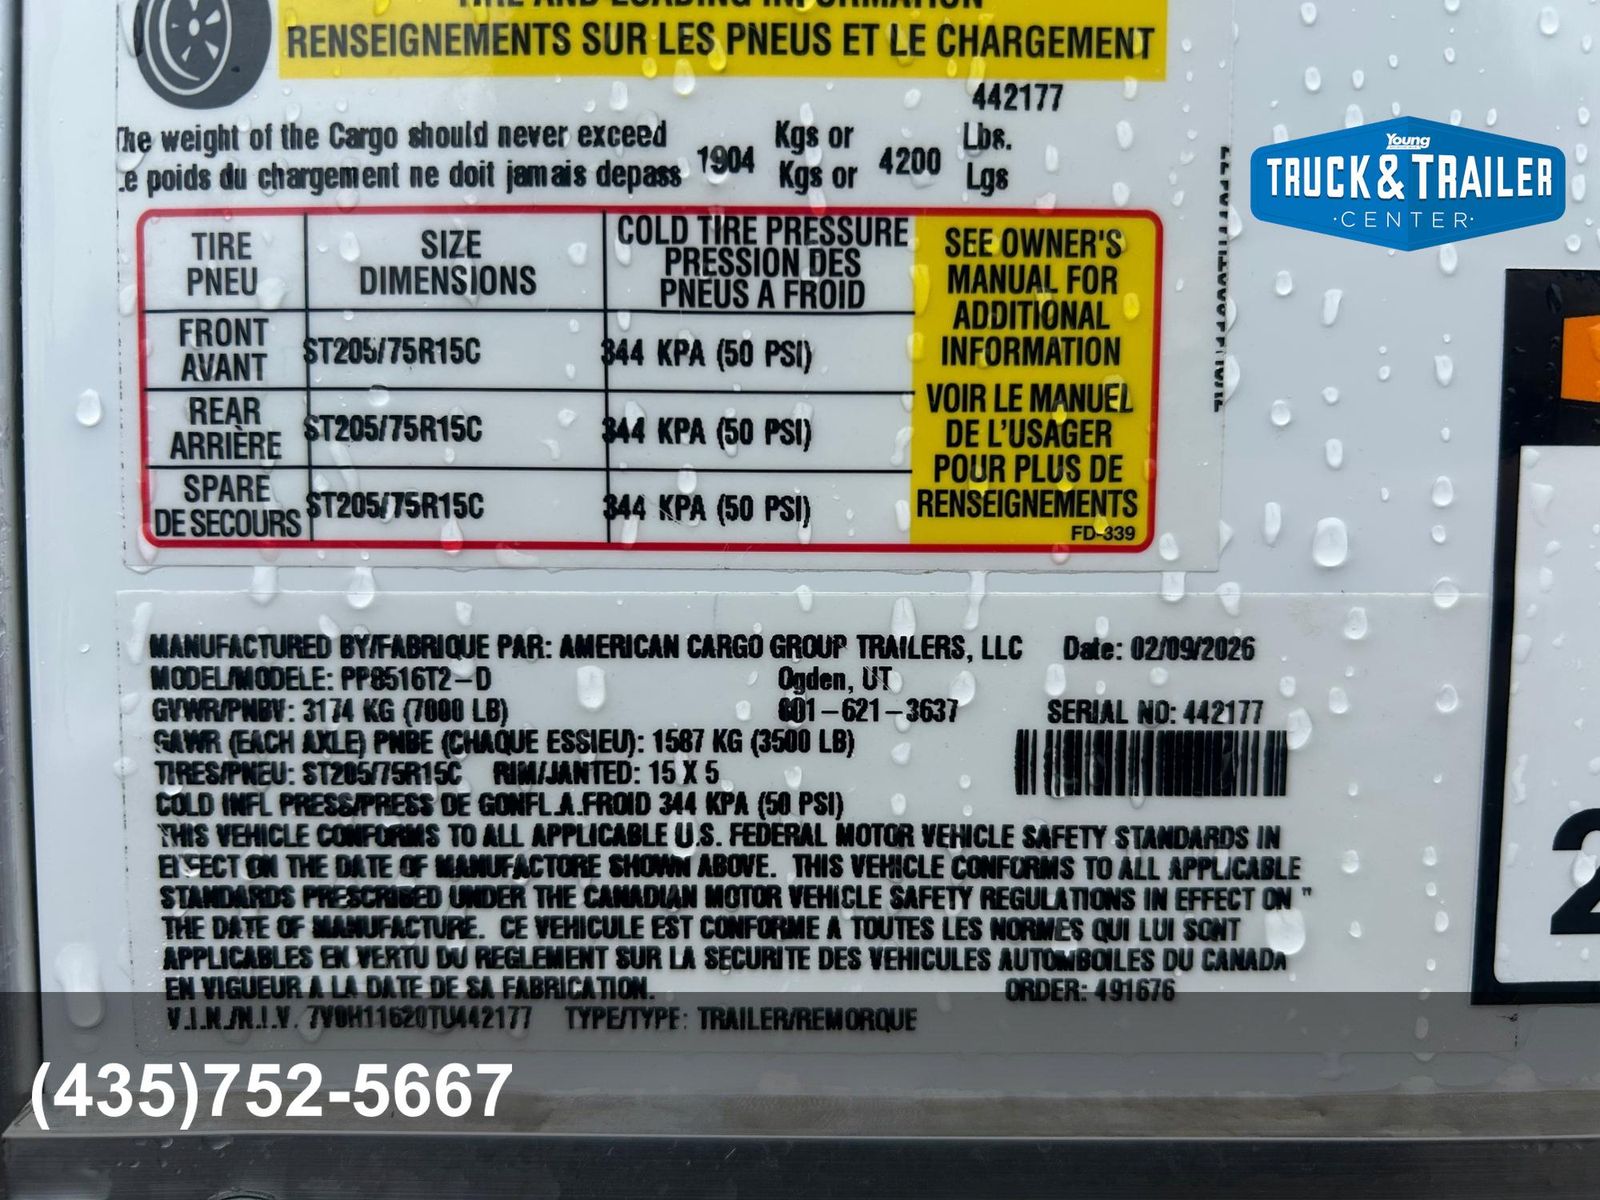 TIRE AND LOADING INFORMATION
RENSEIGNEMENTS SUR LES PNEUS ET LE CHARGEMENT
442177
The weight of the Cargo should never exceed 1904 Kgs or 4200 Lbs.
Le poids du chargement ne doit jamais depass 1904 Kgs or 4200 Lgs
Young
TRUCK & TRAILER
·CENTER·
TIRE PNEU
SIZE DIMENSIONS
COLD TIRE PRESSURE PRESSION DES PNEUS A FROID
FRONT AVANT ST205/75R15C 344 KPA (50 PSI)
REAR ARRIÈRE ST205/75R15C 344 KPA (50 PSI)
SPARE DE SECOURS ST205/75R15C 344 KPA (50 PSI)
SEE OWNER'S
MANUAL FOR
ADDITIONAL
INFORMATION
VOIR LE MANUEL
DE L'USAGER
POUR PLUS DE
RENSEIGNEMENTS
FD-339
MANUFACTURED BY/FABRIQUE PAR: AMERICAN CARGO GROUP TRAILERS, LLC Date: 02/09/2026
MODEL/MODELE: PP8516T2-D Ogden, UT
GVWR/PNBV: 3174 KG (7000 LB) 801-621-3637 SERIAL NO: 442177
GAWR (EACH AXLE) PNBE (CHAQUE ESSIEU): 1587 KG (3500 LB)
TIRES/PNEU: ST205/75R15C RIM/JANTED: 15 X 5
COLD INFL PRESS/PRESS DE GONFL.A.FROID 344 KPA (50 PSI)
THIS VEHICLE CONFORMS TO ALL APPLICABLE U.S. FEDERAL MOTOR VEHICLE SAFETY STANDARDS IN
EFFECT ON THE DATE OF MANUFACTORE SHOWN ABOVE. THIS VEHICLE CONFORMS TO ALL APPLICABLE
STANDARDS PRESCRIBED UNDER THE CANADIAN MOTOR VEHICLE SAFETY REGULATIONS IN EFFECT ON "
THE DATE OF MANUFACTURE. CE VEHICULE EST CONFORME A TOUTES LES NORMES QUI LUI SONT
APPLICABLES EN VERTU DU REGLEMENT SUR LA SECURITE DES VEHICULES AUTOMBOILES DU CANADA
EN VIGUEUR A LA DATE DE SA FABRICATION. ORDER: 491676
V.I.N./N.I.V. 7V0H11620TU442177 TYPE/TYPE: TRAILER/REMORQUE
2
(435)752-5667